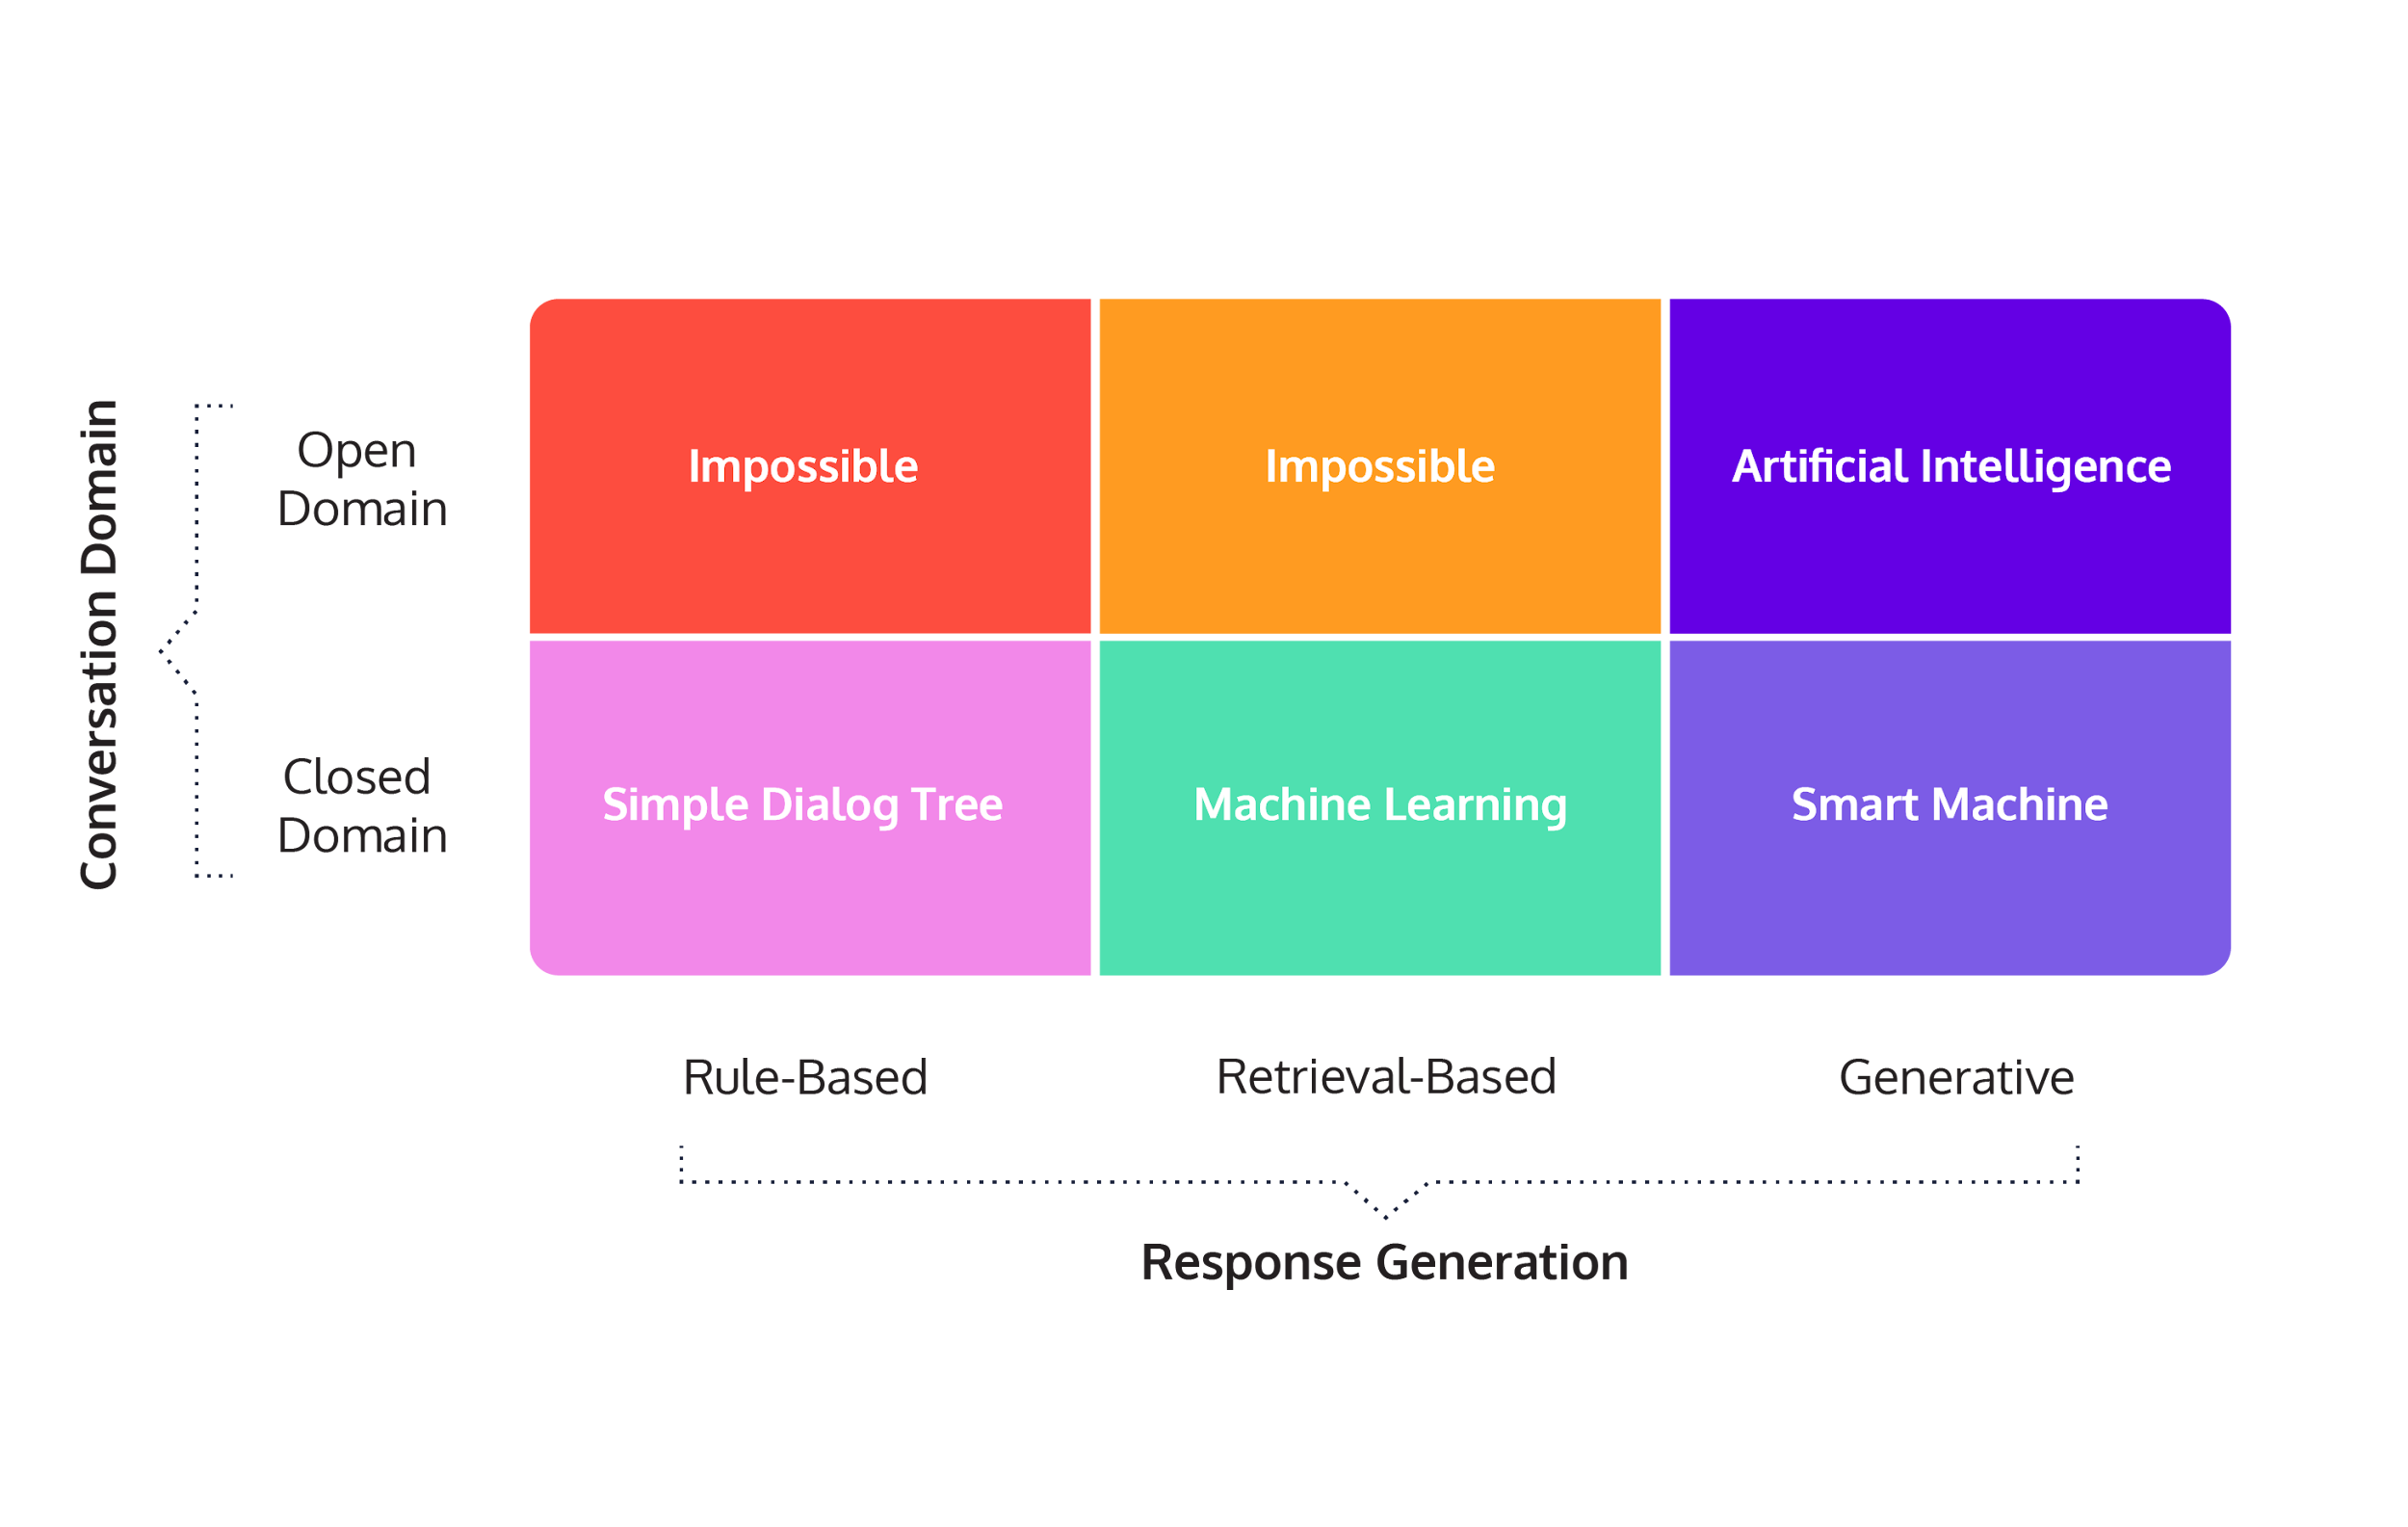 Conversation Domain
Open
Domain
Impossible
Impossible
Artificial Intelligence
Closed
Domain
Simple Dialog Tree
Machine Learning
Smart Machine
Rule-Based
Retrieval-Based
Generative
Response Generation